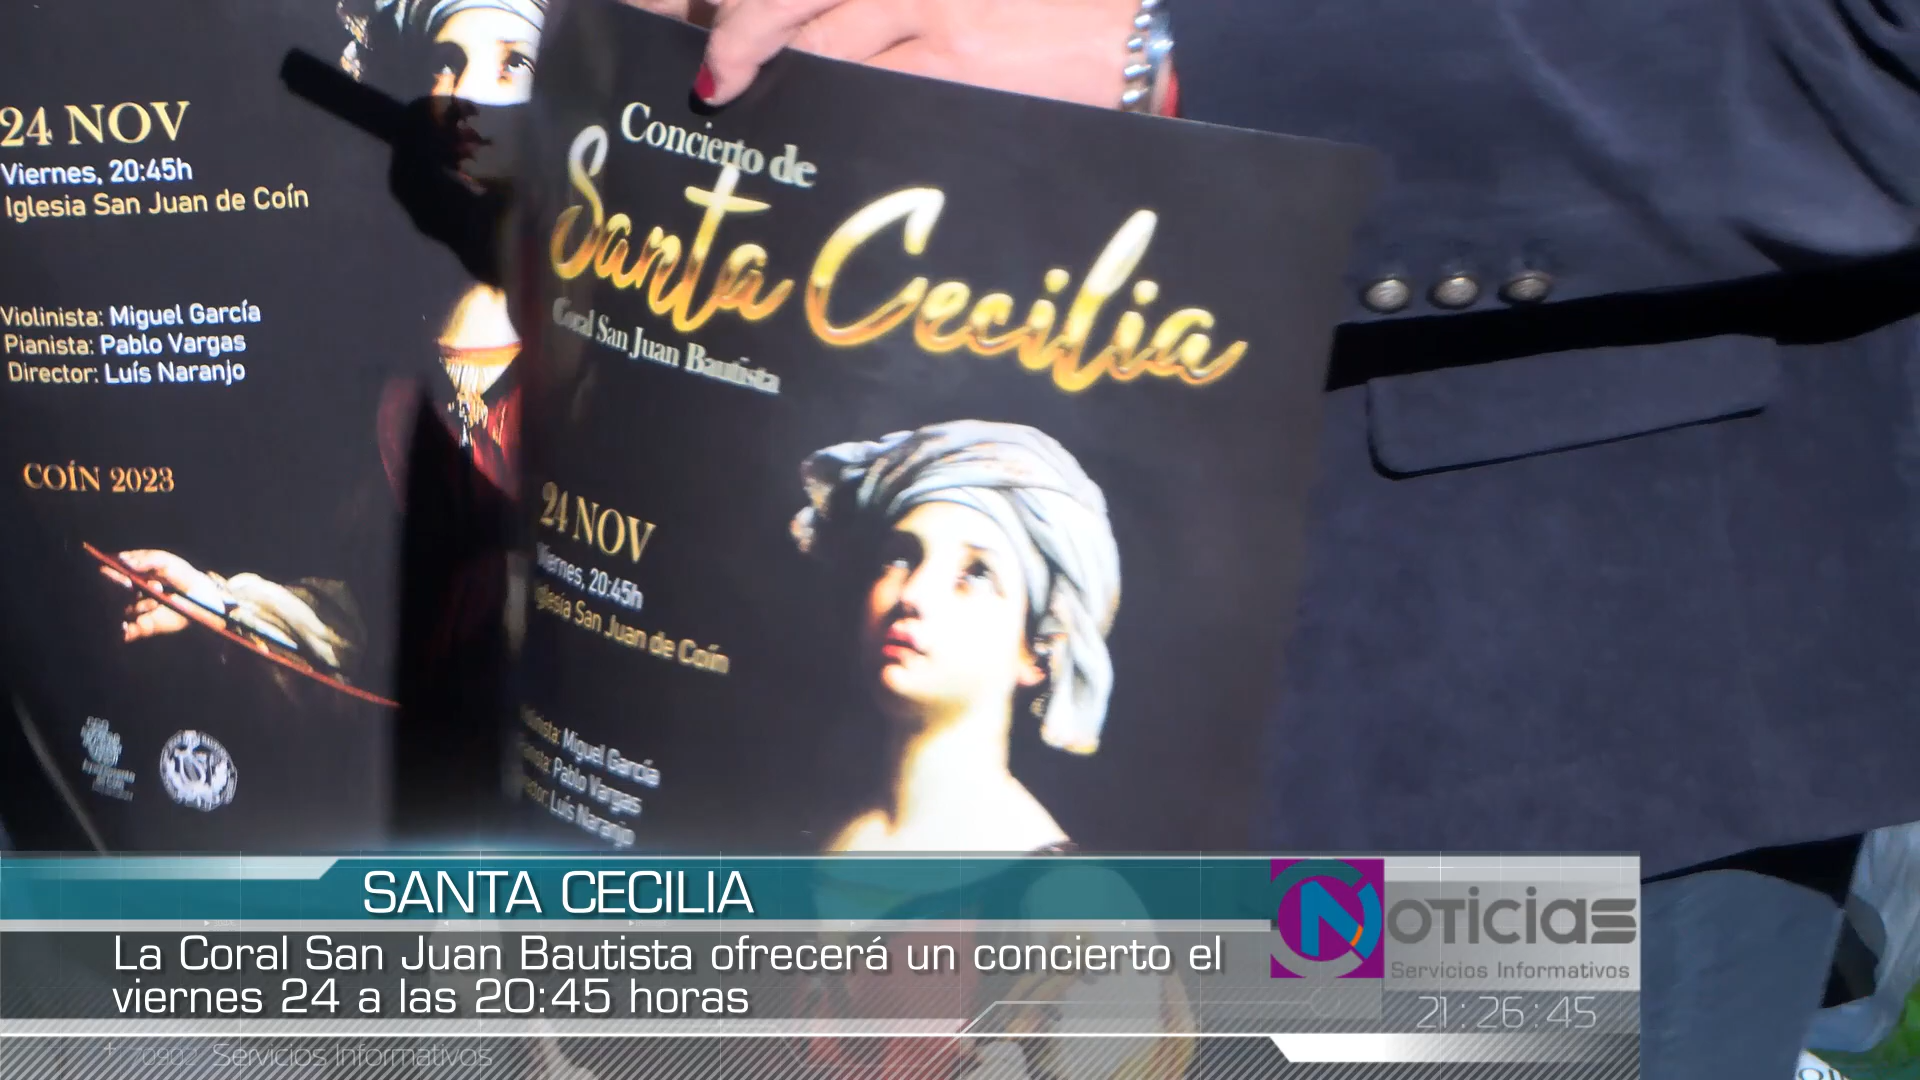 24 NOV
Viernes, 20:45h
Iglesia San Juan de Coín
Violinista: Miguel García
Pianista: Pablo Vargas
Director: Luís Naranjo
COÍN 2023
Concierto de
Santa Cecilia
Coral San Juan Bautista
24 NOV
Viernes, 20:45h
Iglesia San Juan de Coín
Miguel García
Pablo Vargas
Luís Naranjo
SANTA CECILIA
La Coral San Juan Bautista ofrecerá un concierto el
viernes 24 a las 20:45 horas
Noticias
Servicios Informativos
21:26:45
Servicios Informativos